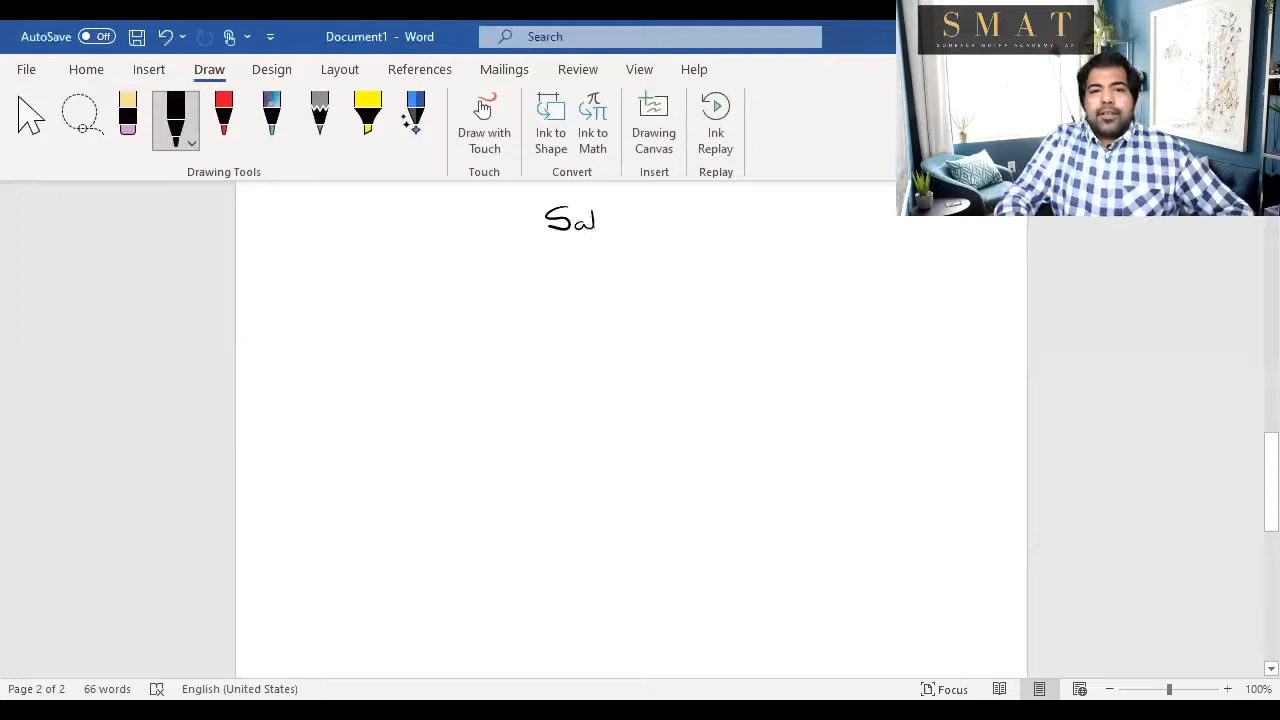 AutoSave Off Document1 - Word Search
File Home Insert Draw Design Layout References Mailings Review View Help
Draw with Touch
Ink to Shape
Ink to Math
Drawing Canvas
Ink Replay
Drawing Tools Touch Convert Insert Replay
SMAT
Sal
Page 2 of 2 66 words English (United States) Focus 100%